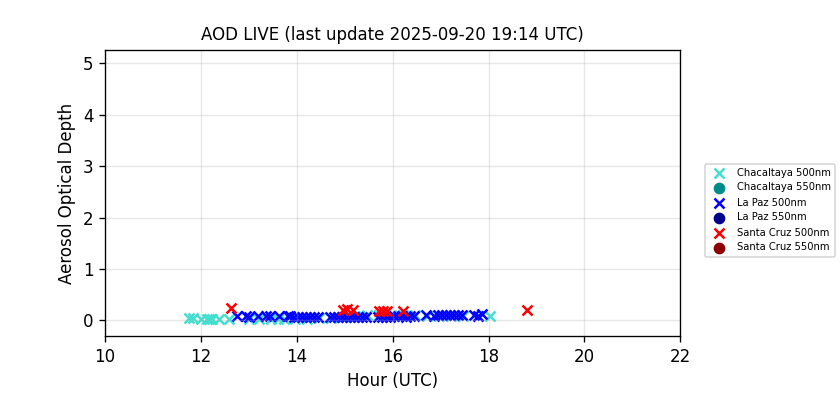 AOD LIVE (last update 2025-09-20 19:14 UTC)
Aerosol Optical Depth
5
4
3
2
1
0
10 12 14 16 18 20 22
Hour (UTC)
Chacaltaya 500nm
Chacaltaya 550nm
La Paz 500nm
La Paz 550nm
Santa Cruz 500nm
Santa Cruz 550nm